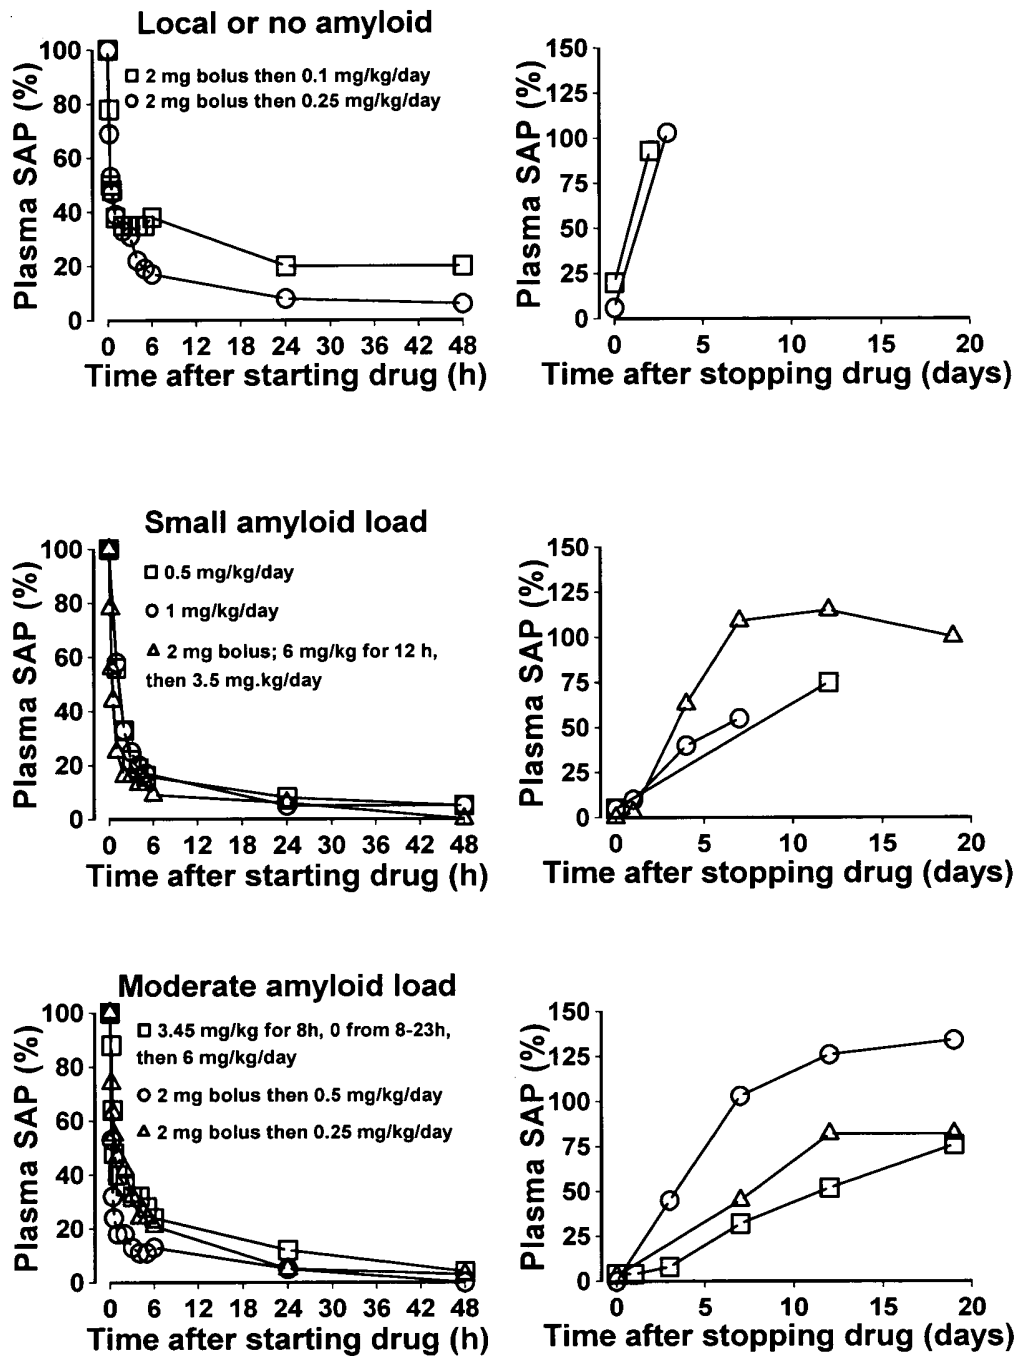 Local or no amyloid
Plasma SAP (%)
100
80
60
40
20
0
2 mg bolus then 0.1 mg/kg/day
2 mg bolus then 0.25 mg/kg/day
0 6 12 18 24 30 36 42 48
Time after starting drug (h)
Plasma SAP (%)
150
125
100
75
50
25
0
0 5 10 15 20
Time after stopping drug (days)
Small amyloid load
Plasma SAP (%)
100
80
60
40
20
0
0.5 mg/kg/day
1 mg/kg/day
2 mg bolus; 6 mg/kg for 12 h,
then 3.5 mg.kg/day
0 6 12 18 24 30 36 42 48
Time after starting drug (h)
Plasma SAP (%)
150
125
100
75
50
25
0
0 5 10 15 20
Time after stopping drug (days)
Moderate amyloid load
Plasma SAP (%)
100
80
60
40
20
0
3.45 mg/kg for 8h, 0 from 8-23h,
then 6 mg/kg/day
2 mg bolus then 0.5 mg/kg/day
2 mg bolus then 0.25 mg/kg/day
0 6 12 18 24 30 36 42 48
Time after starting drug (h)
Plasma SAP (%)
150
125
100
75
50
25
0
0 5 10 15 20
Time after stopping drug (days)